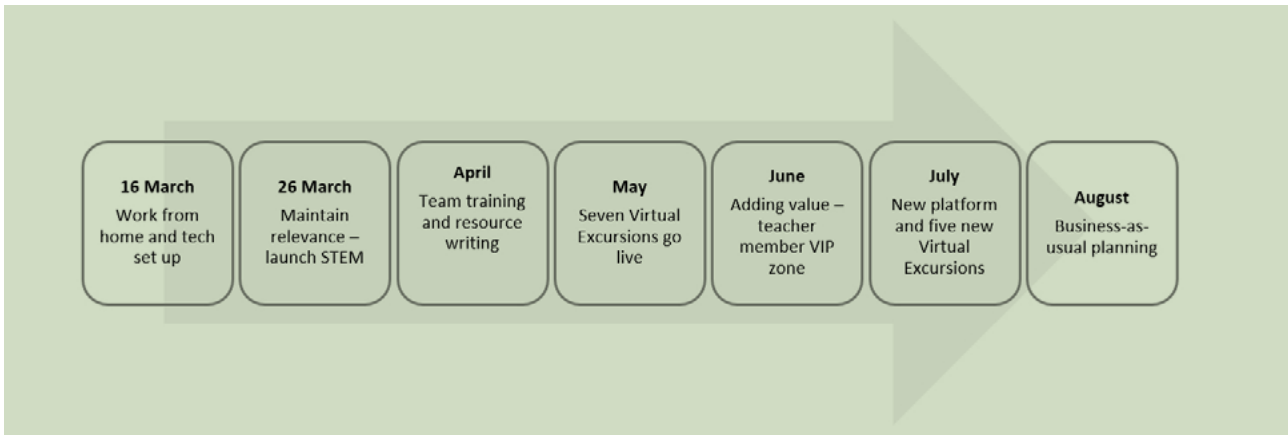 16 March
Work from
home and tech
set up
26 March
Maintain
relevance –
launch STEM
April
Team training
and resource
writing
May
Seven Virtual
Excursions go
live
June
Adding value –
teacher
member VIP
zone
July
New platform
and five new
Virtual
Excursions
August
Business-as-
usual planning